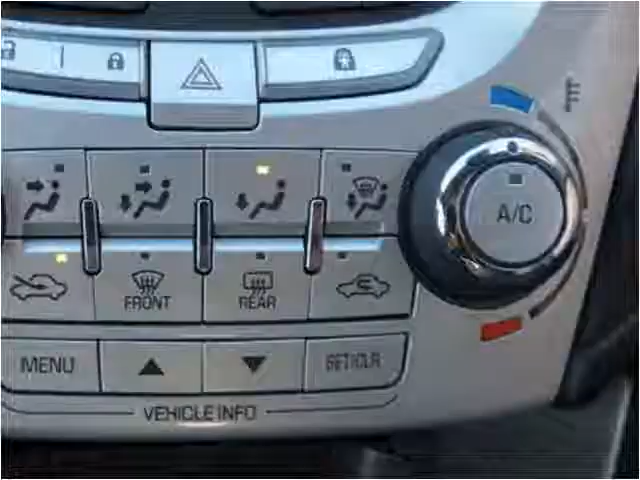 A/C
FRONT
REAR
MENU
SET/CLR
VEHICLE INFO